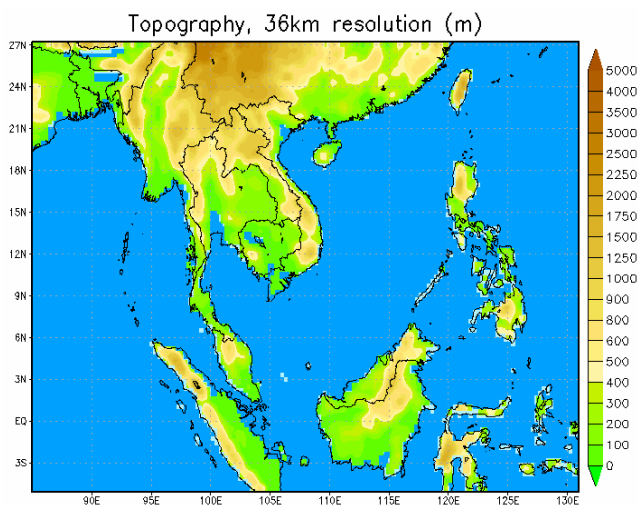 Topography, 36km resolution (m)
27N
24N
21N
18N
15N
12N
9N
6N
3N
EQ
3S
90E
95E
100E
105E
110E
115E
120E
125E
130E
5000
4000
3500
3000
2500
2250
2000
1750
1500
1250
1000
900
800
700
600
500
400
300
200
100
0